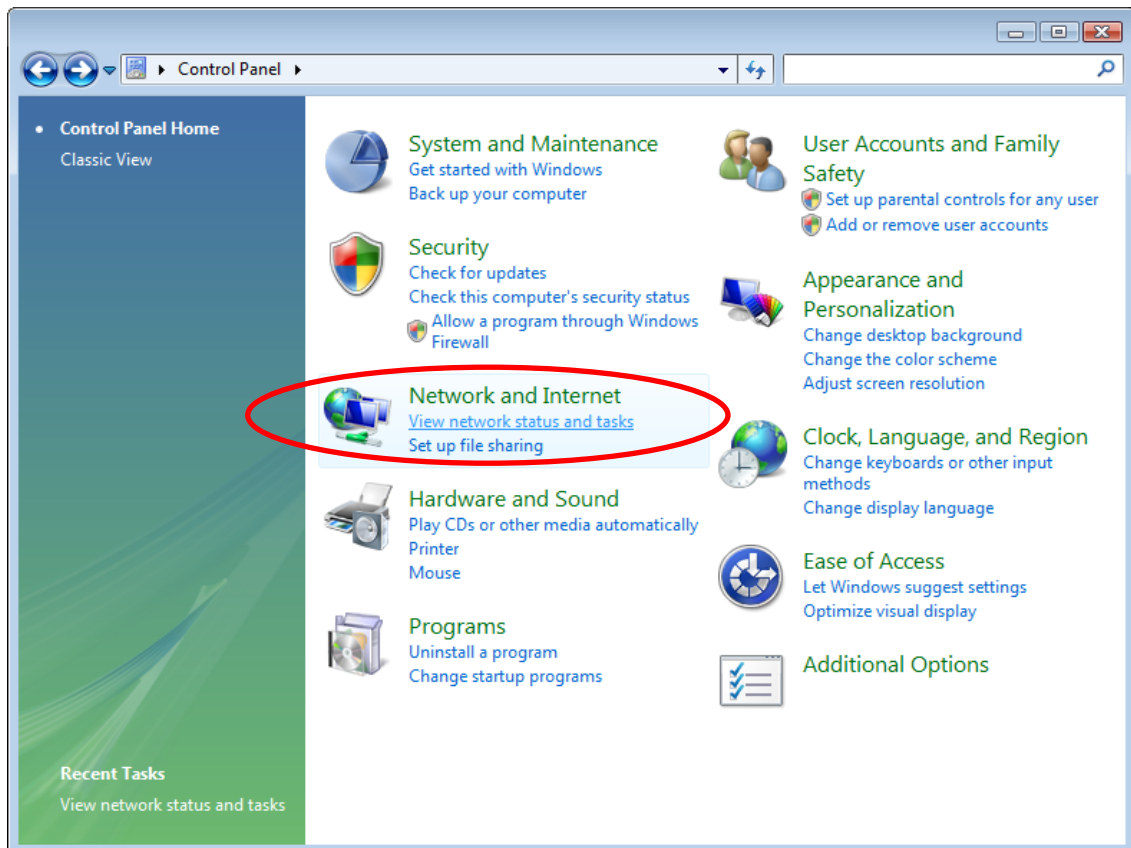 Control Panel
Control Panel Home
Classic View
System and Maintenance
Get started with Windows
Back up your computer
Security
Check for updates
Check this computer's security status
Allow a program through Windows
Firewall
Network and Internet
View network status and tasks
Set up file sharing
Hardware and Sound
Play CDs or other media automatically
Printer
Mouse
Programs
Uninstall a program
Change startup programs
User Accounts and Family
Safety
Set up parental controls for any user
Add or remove user accounts
Appearance and
Personalization
Change desktop background
Change the color scheme
Adjust screen resolution
Clock, Language, and Region
Change keyboards or other input
methods
Change display language
Ease of Access
Let Windows suggest settings
Optimize visual display
Additional Options
Recent Tasks
View network status and tasks